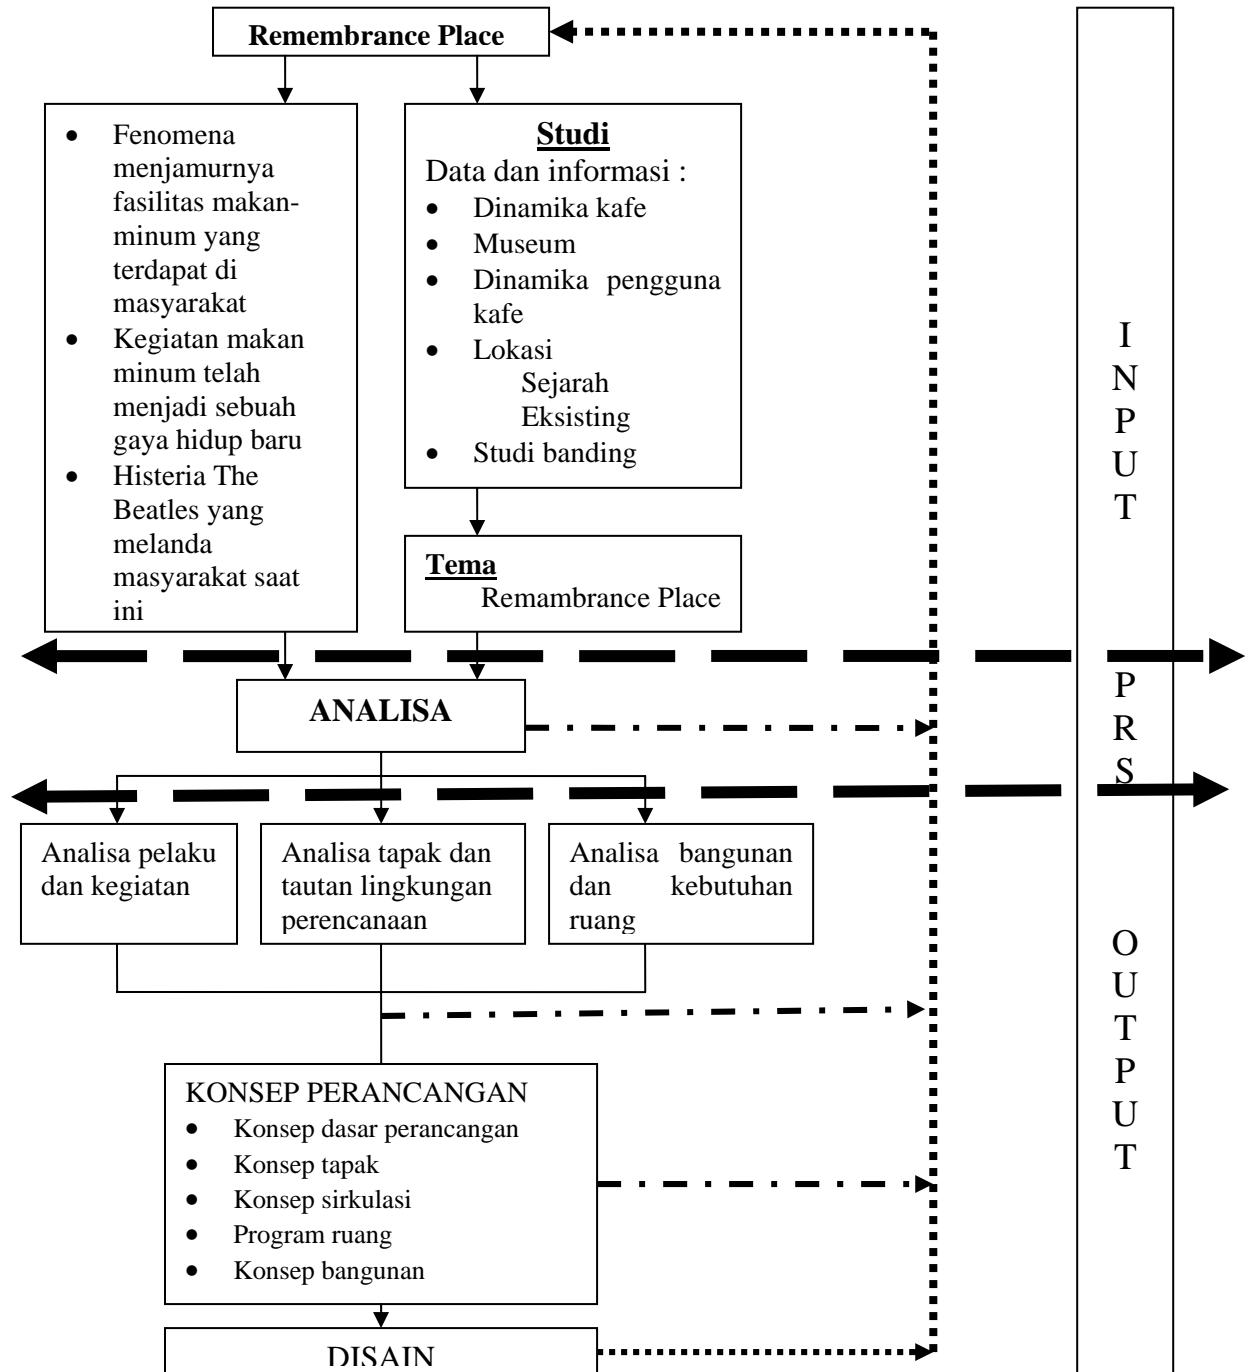 Remembrance Place
• Fenomena
menjamurnya
fasilitas makan-
minum yang
terdapat di
masyarakat
• Kegiatan makan
minum telah
menjadi sebuah
gaya hidup baru
• Histeria The
Beatles yang
melanda
masyarakat saat
ini
Studi
Data dan informasi :
• Dinamika kafe
• Museum
• Dinamika pengguna
kafe
• Lokasi
Sejarah
Eksisting
• Studi banding
Tema
Remambrance Place
I
N
P
U
T
ANALISA
P
R
S
Analisa pelaku
dan kegiatan
Analisa tapak dan
tautan lingkungan
perencanaan
Analisa bangunan
dan kebutuhan
ruang
KONSEP PERANCANGAN
• Konsep dasar perancangan
• Konsep tapak
• Konsep sirkulasi
• Program ruang
• Konsep bangunan
O
U
T
P
U
T
DISAIN